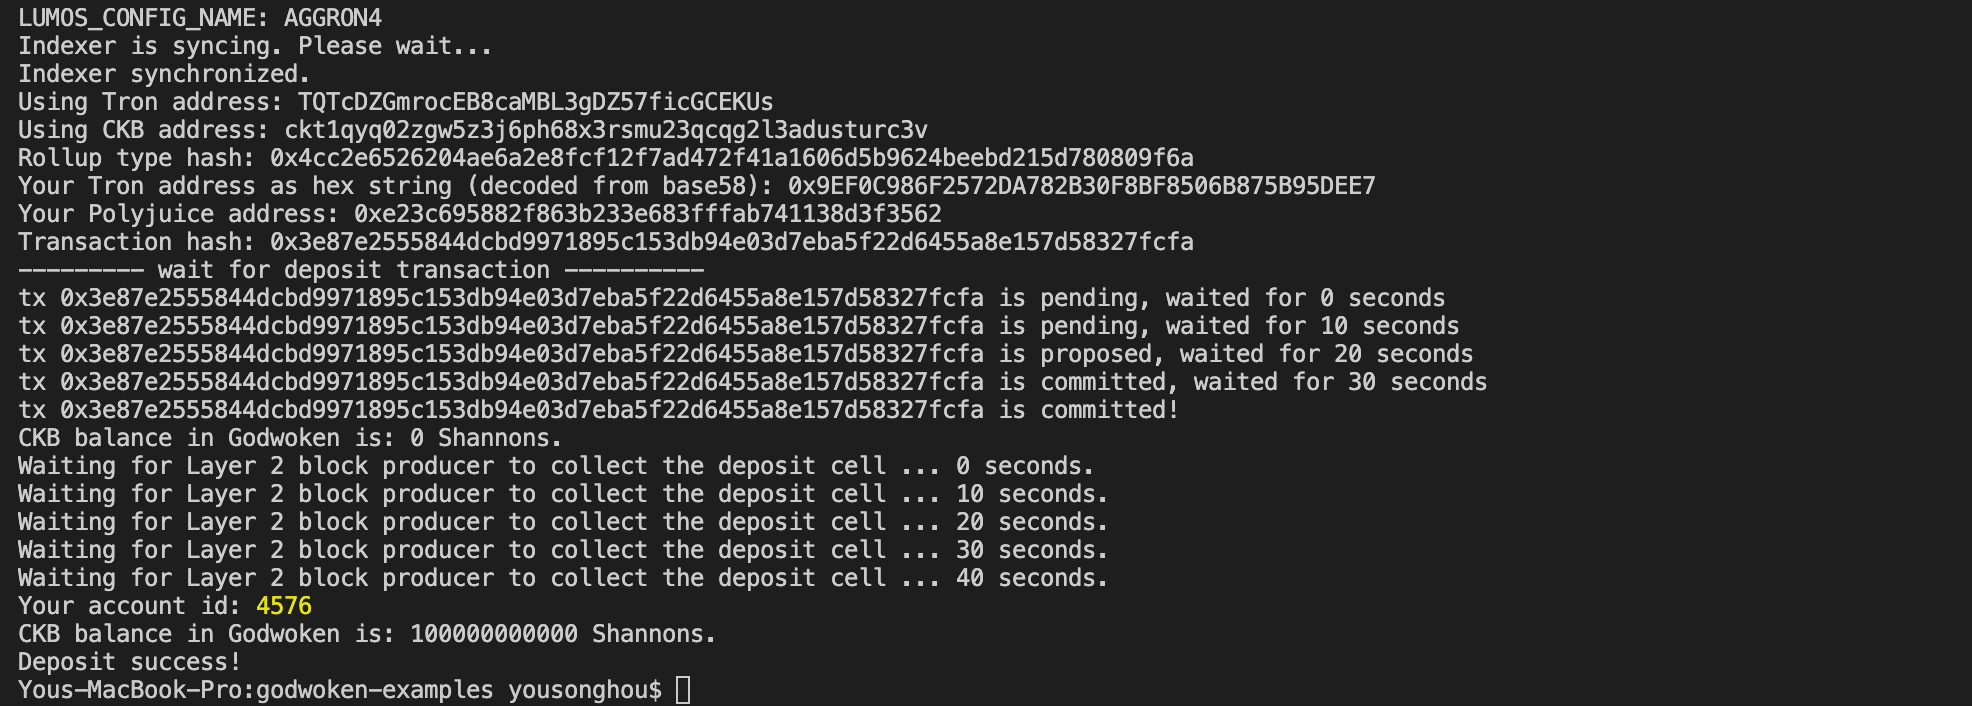 LUMOS_CONFIG_NAME: AGGRON4
Indexer is syncing. Please wait...
Indexer synchronized.
Using Tron address: TQTcDZGmrocEB8caMBL3gDZ57ficGCEKUs
Using CKB address: ckt1qyq02zgw5z3j6ph68x3rsmu23qcqg2l3adusturc3v
Rollup type hash: 0x4cc2e6526204ae6a2e8fcf12f7ad472f41a1606d5b9624beebd215d780809f6a
Your Tron address as hex string (decoded from base58): 0x9EF0C986F2572DA782B30F8BF8506B875B95DEE7
Your Polyjuice address: 0xe23c695882f863b233e683fffab741138d3f3562
Transaction hash: 0x3e87e2555844dcbd9971895c153db94e03d7eba5f22d6455a8e157d58327fcfa
--------- wait for deposit transaction ----------
tx 0x3e87e2555844dcbd9971895c153db94e03d7eba5f22d6455a8e157d58327fcfa is pending, waited for 0 seconds
tx 0x3e87e2555844dcbd9971895c153db94e03d7eba5f22d6455a8e157d58327fcfa is pending, waited for 10 seconds
tx 0x3e87e2555844dcbd9971895c153db94e03d7eba5f22d6455a8e157d58327fcfa is proposed, waited for 20 seconds
tx 0x3e87e2555844dcbd9971895c153db94e03d7eba5f22d6455a8e157d58327fcfa is committed, waited for 30 seconds
tx 0x3e87e2555844dcbd9971895c153db94e03d7eba5f22d6455a8e157d58327fcfa is committed!
CKB balance in Godwoken is: 0 Shannons.
Waiting for Layer 2 block producer to collect the deposit cell ... 0 seconds.
Waiting for Layer 2 block producer to collect the deposit cell ... 10 seconds.
Waiting for Layer 2 block producer to collect the deposit cell ... 20 seconds.
Waiting for Layer 2 block producer to collect the deposit cell ... 30 seconds.
Waiting for Layer 2 block producer to collect the deposit cell ... 40 seconds.
Your account id: 4576
CKB balance in Godwoken is: 100000000000 Shannons.
Deposit success!
Yous-MacBook-Pro:godwoken-examples yousonghou$